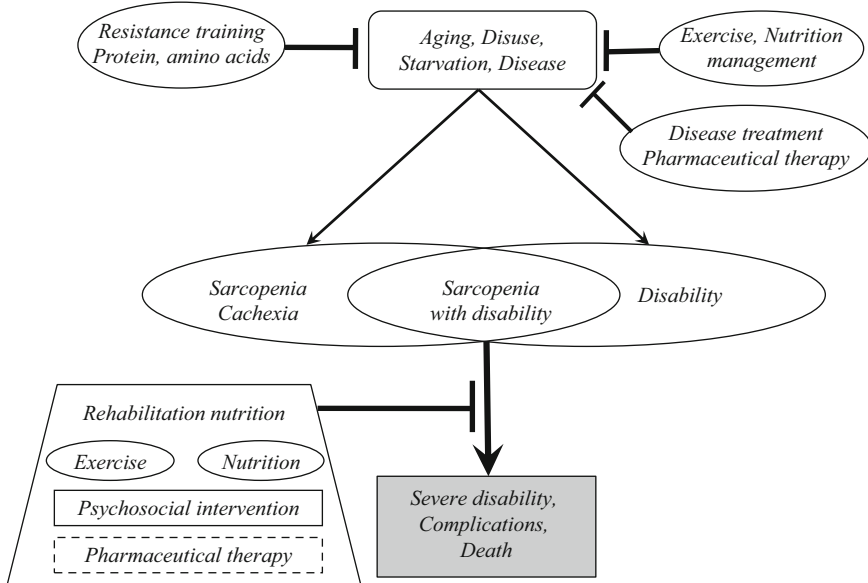 Resistance training
Protein, amino acids
Aging, Disuse,
Starvation, Disease
Exercise, Nutrition
management
Disease treatment
Pharmaceutical therapy
Sarcopenia
Cachexia
Sarcopenia
with disability
Disability
Rehabilitation nutrition
Exercise
Nutrition
Psychosocial intervention
Pharmaceutical therapy
Severe disability,
Complications,
Death